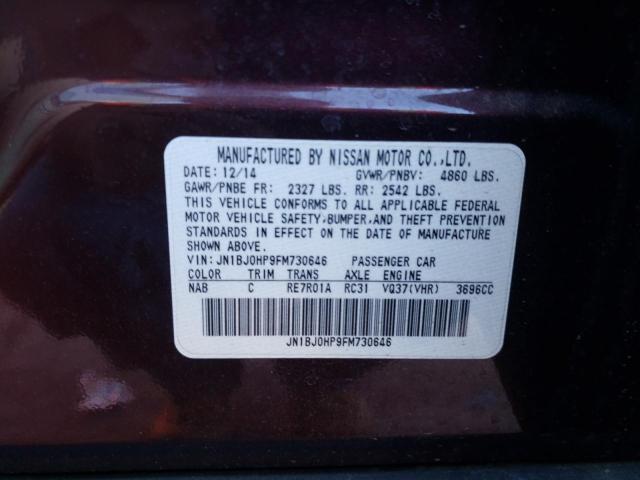 MANUFACTURED BY NISSAN MOTOR CO.,LTD.
DATE: 12/14 GVWR/PNBV: 4860 LBS.
GAWR/PNBE FR: 2327 LBS. RR: 2542 LBS.
THIS VEHICLE CONFORMS TO ALL APPLICABLE FEDERAL
MOTOR VEHICLE SAFETY,BUMPER,AND THEFT PREVENTION
STANDARDS IN EFFECT ON THE DATE OF MANUFACTURE
SHOWN ABOVE.
VIN: JN1BJ0HP9FM730646 PASSENGER CAR
COLOR TRIM TRANS AXLE ENGINE
NAB C RE7R01A RC31 VQ37(VHR) 3696CC
JN1BJ0HP9FM730646